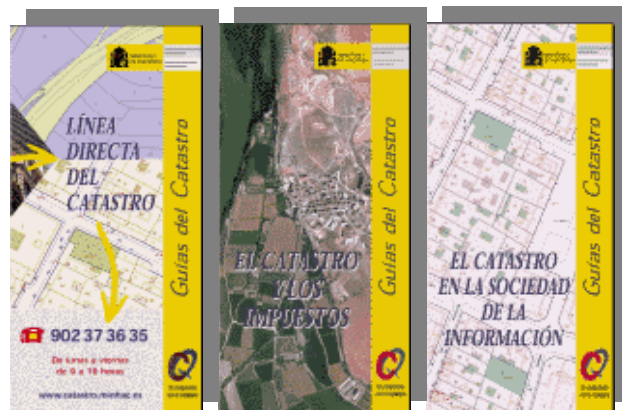 LÍNEA
DIRECTA
DEL
CATASTRO
902 37 36 35
De lunes a viernes
de 9 a 19 horas
www.catastro.minhac.es
Guías del Catastro
EL CATASTRO
Y LOS
IMPUESTOS
Guías del Catastro
EL CATASTRO
EN LA SOCIEDAD
DE LA
INFORMACIÓN
Guías del Catastro